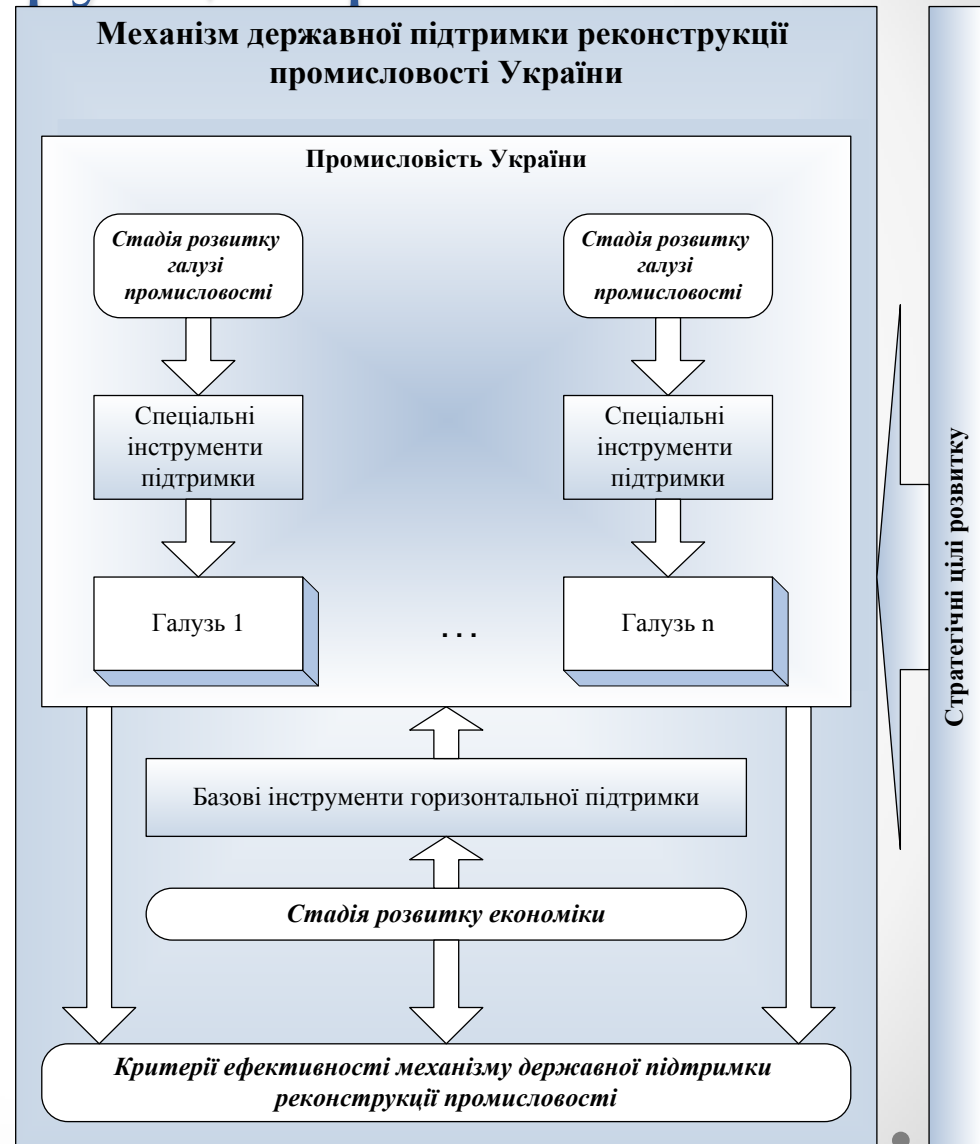 Механізм державної підтримки реконструкції
промисловості України
Промисловість України
Стадія розвитку
галузі
промисловості
Стадія розвитку
галузі
промисловості
Спеціальні
інструменти
підтримки
Спеціальні
інструменти
підтримки
Галузь 1
. . .
Галузь n
Базові інструменти горизонтальної підтримки
Стадія розвитку економіки
Критерії ефективності механізму державної підтримки
реконструкції промисловості
Стратегічні цілі розвитку